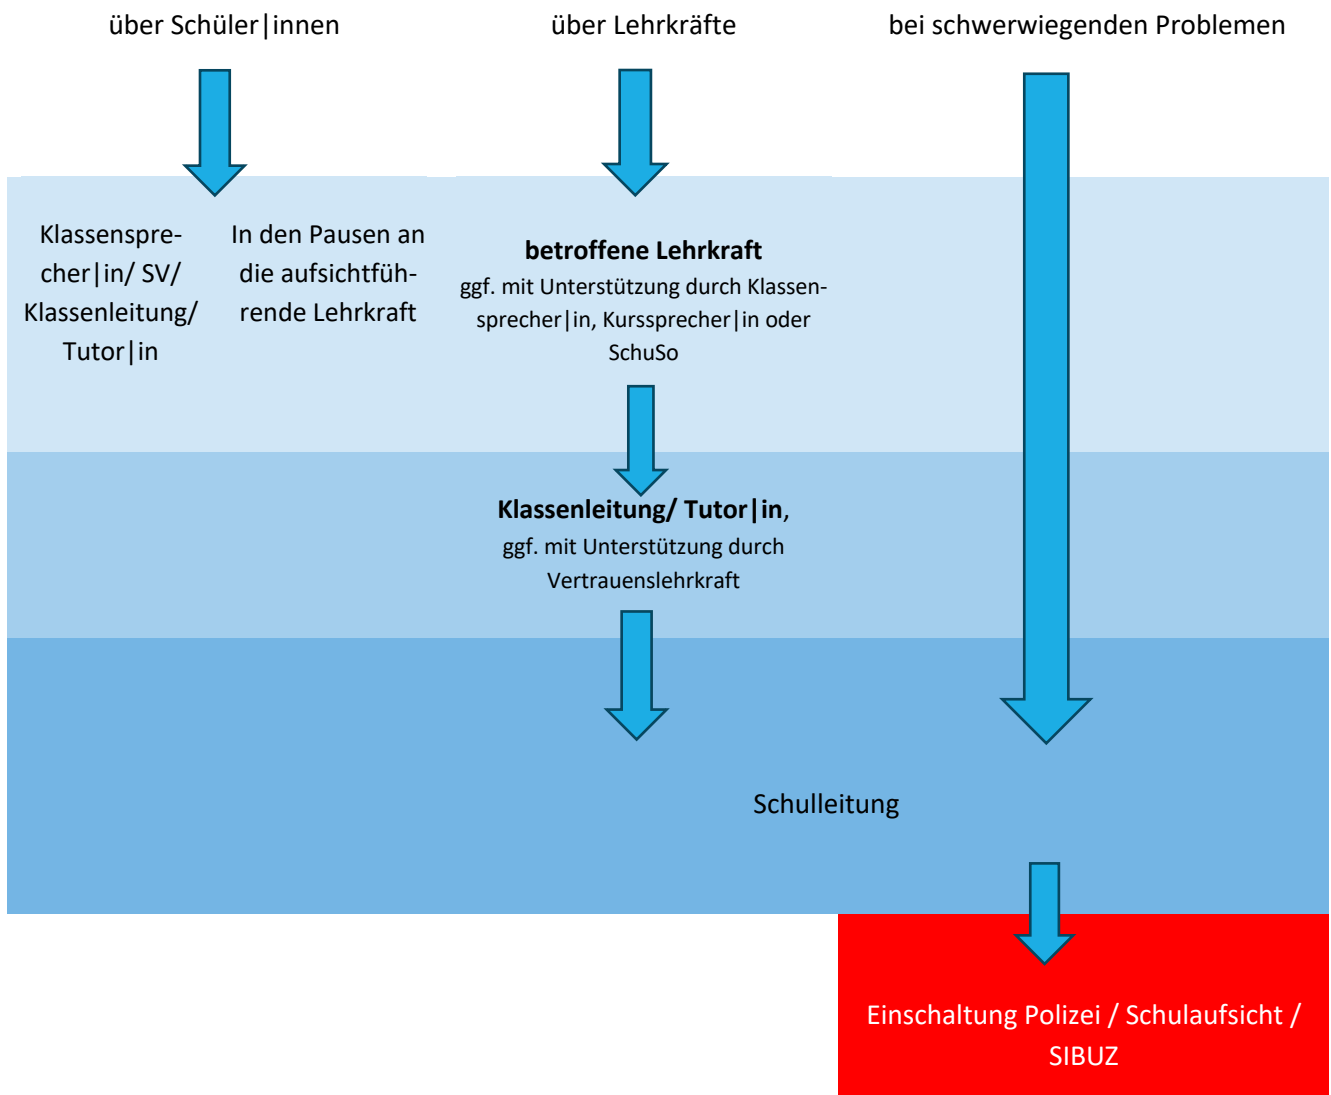 über Schüler|innen
über Lehrkräfte
bei schwerwiegenden Problemen
Klassenspre-
cher|in/ SV/
Klassenleitung/
Tutor|in
In den Pausen an
die aufsichtfüh-
rende Lehrkraft
betroffene Lehrkraft
ggf. mit Unterstützung durch Klassen-
sprecher|in, Kurssprecher|in oder
SchuSo
Klassenleitung/ Tutor|in,
ggf. mit Unterstützung durch
Vertrauenslehrkraft
Schulleitung
Einschaltung Polizei / Schulaufsicht /
SIBUZ